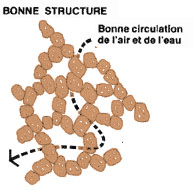 BONNE STRUCTURE
Bonne circulation
de l'air et de l'eau